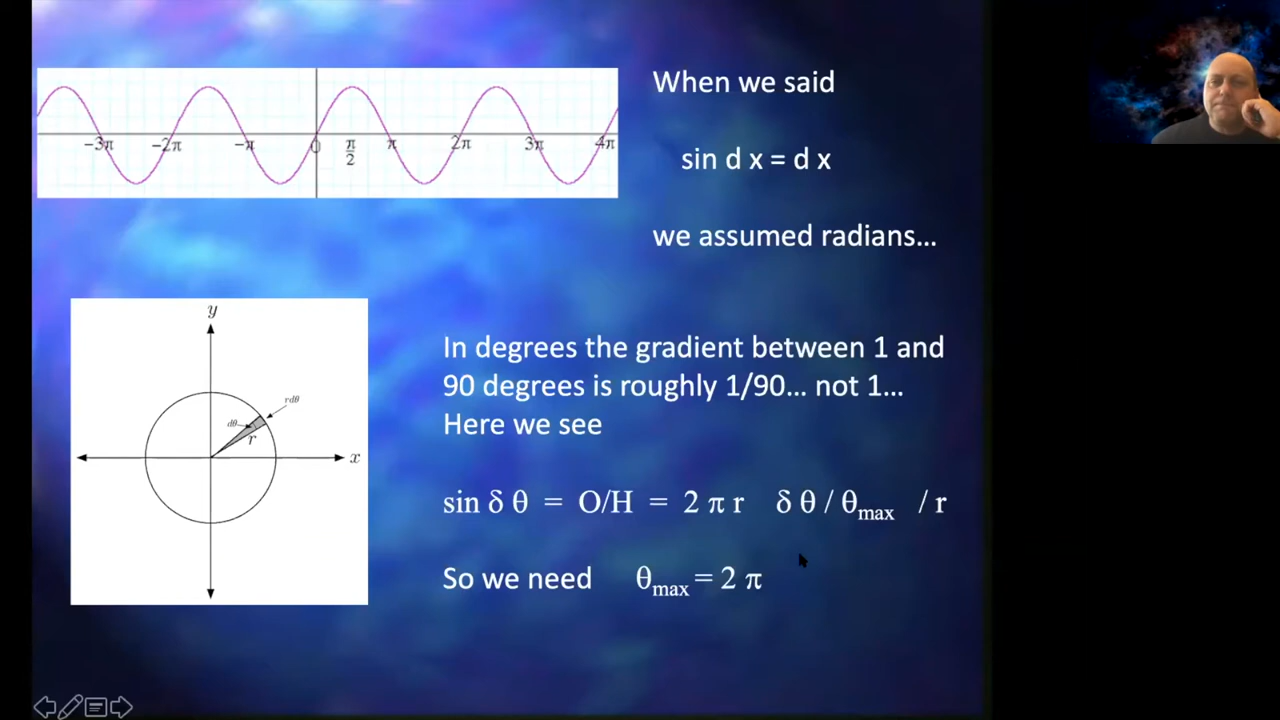 When we said
sin d x = d x
we assumed radians...
−3π −2π −π 0 π/2 π 2π 3π 4π
y
rdθ
dθ
r
x
In degrees the gradient between 1 and
90 degrees is roughly 1/90... not 1...
Here we see
sin δ θ = O/H = 2 π r δ θ / θmax / r
So we need θmax = 2 π